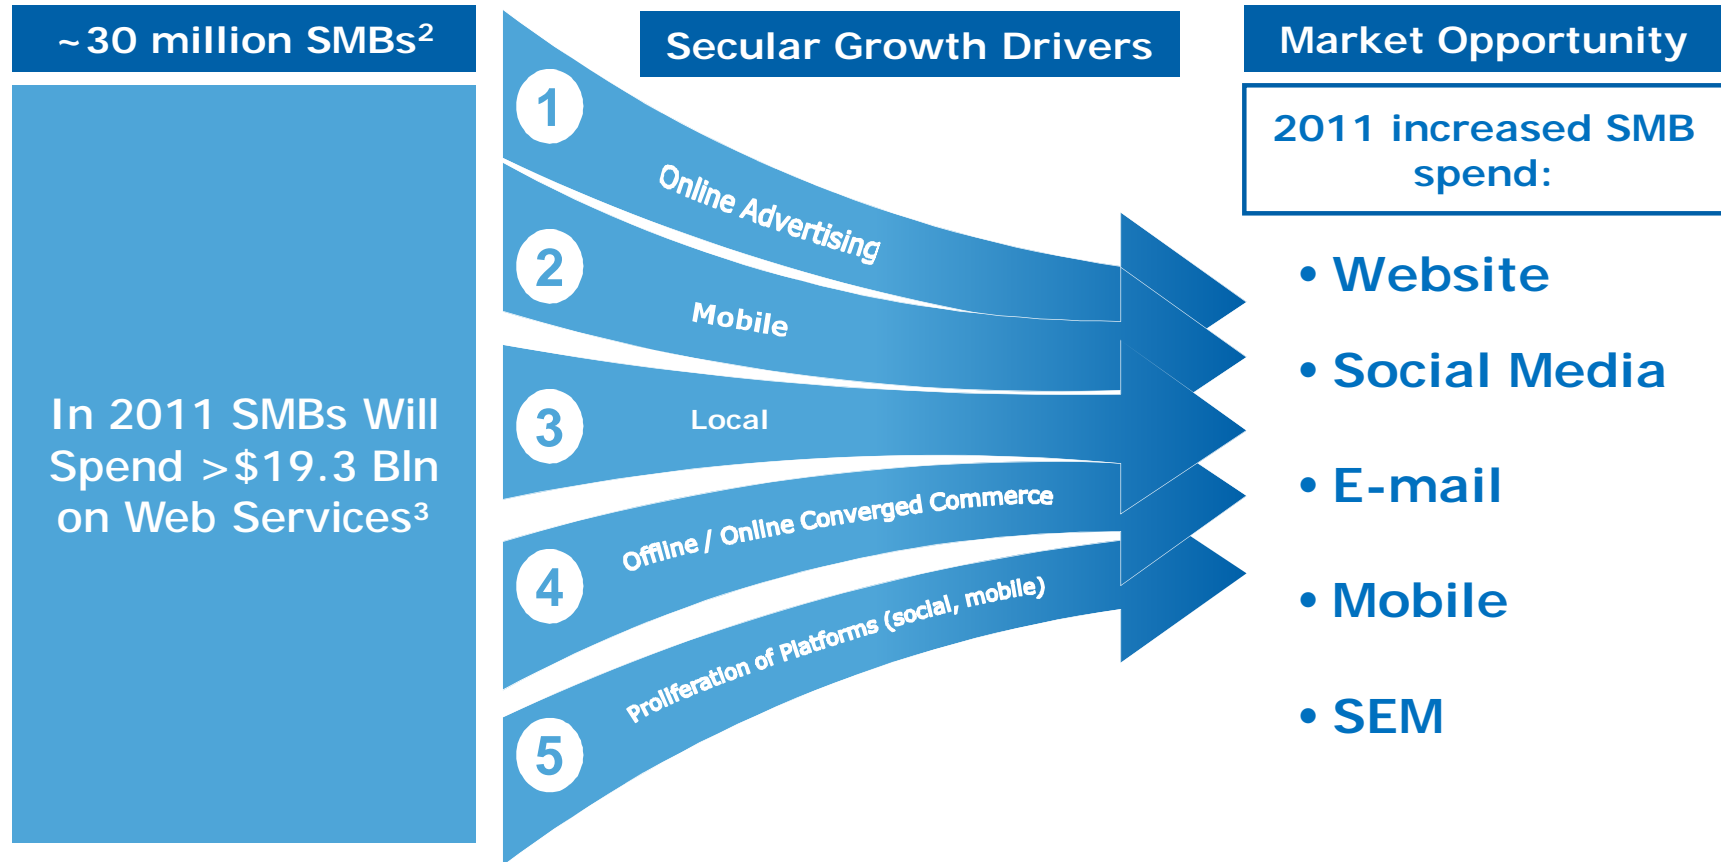 ~30 million SMBs²
In 2011 SMBs Will
Spend >$19.3 Bln
on Web Services³
Secular Growth Drivers
1
Online Advertising
2
Mobile
3
Local
4
Offline / Online Converged Commerce
5
Proliferation of Platforms (social, mobile)
Market Opportunity
2011 increased SMB
spend:
• Website
• Social Media
• E-mail
• Mobile
• SEM